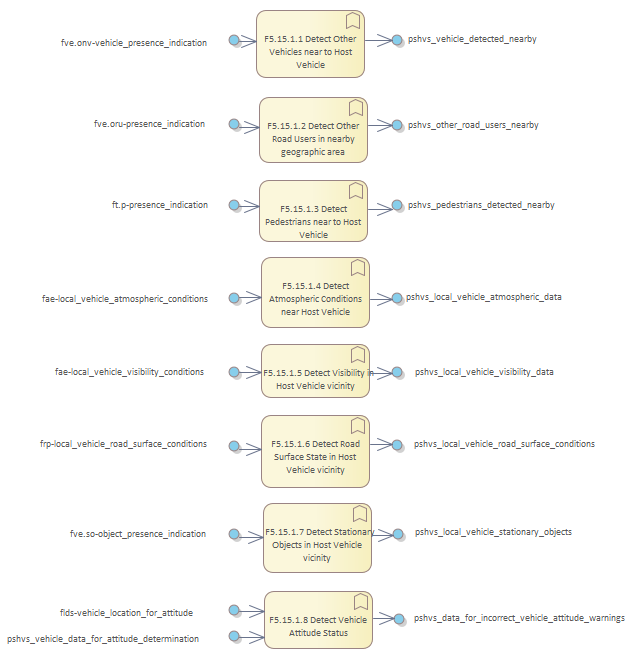 fve.onv-vehicle_presence_indication
F5.15.1.1 Detect Other
Vehicles near to Host
Vehicle
pshvs_vehicle_detected_nearby
fve.oru-presence_indication
F5.15.1.2 Detect Other
Road Users in nearby
geographic area
pshvs_other_road_users_nearby
ft.p-presence_indication
F5.15.1.3 Detect
Pedestrians near to Host
Vehicle
pshvs_pedestrians_detected_nearby
fae-local_vehicle_atmospheric_conditions
F5.15.1.4 Detect
Atmospheric Conditions
near Host Vehicle
pshvs_local_vehicle_atmospheric_data
fae-local_vehicle_visibility_conditions
F5.15.1.5 Detect Visibility in
Host Vehicle vicinity
pshvs_local_vehicle_visibility_data
frp-local_vehicle_road_surface_conditions
F5.15.1.6 Detect Road
Surface State in Host
Vehicle vicinity
pshvs_local_vehicle_road_surface_conditions
fve.so-object_presence_indication
F5.15.1.7 Detect Stationary
Objects in Host Vehicle
vicinity
pshvs_local_vehicle_stationary_objects
flds-vehicle_location_for_attitude
pshvs_vehicle_data_for_attitude_determination
F5.15.1.8 Detect Vehicle
Attitude Status
pshvs_data_for_incorrect_vehicle_attitude_warnings